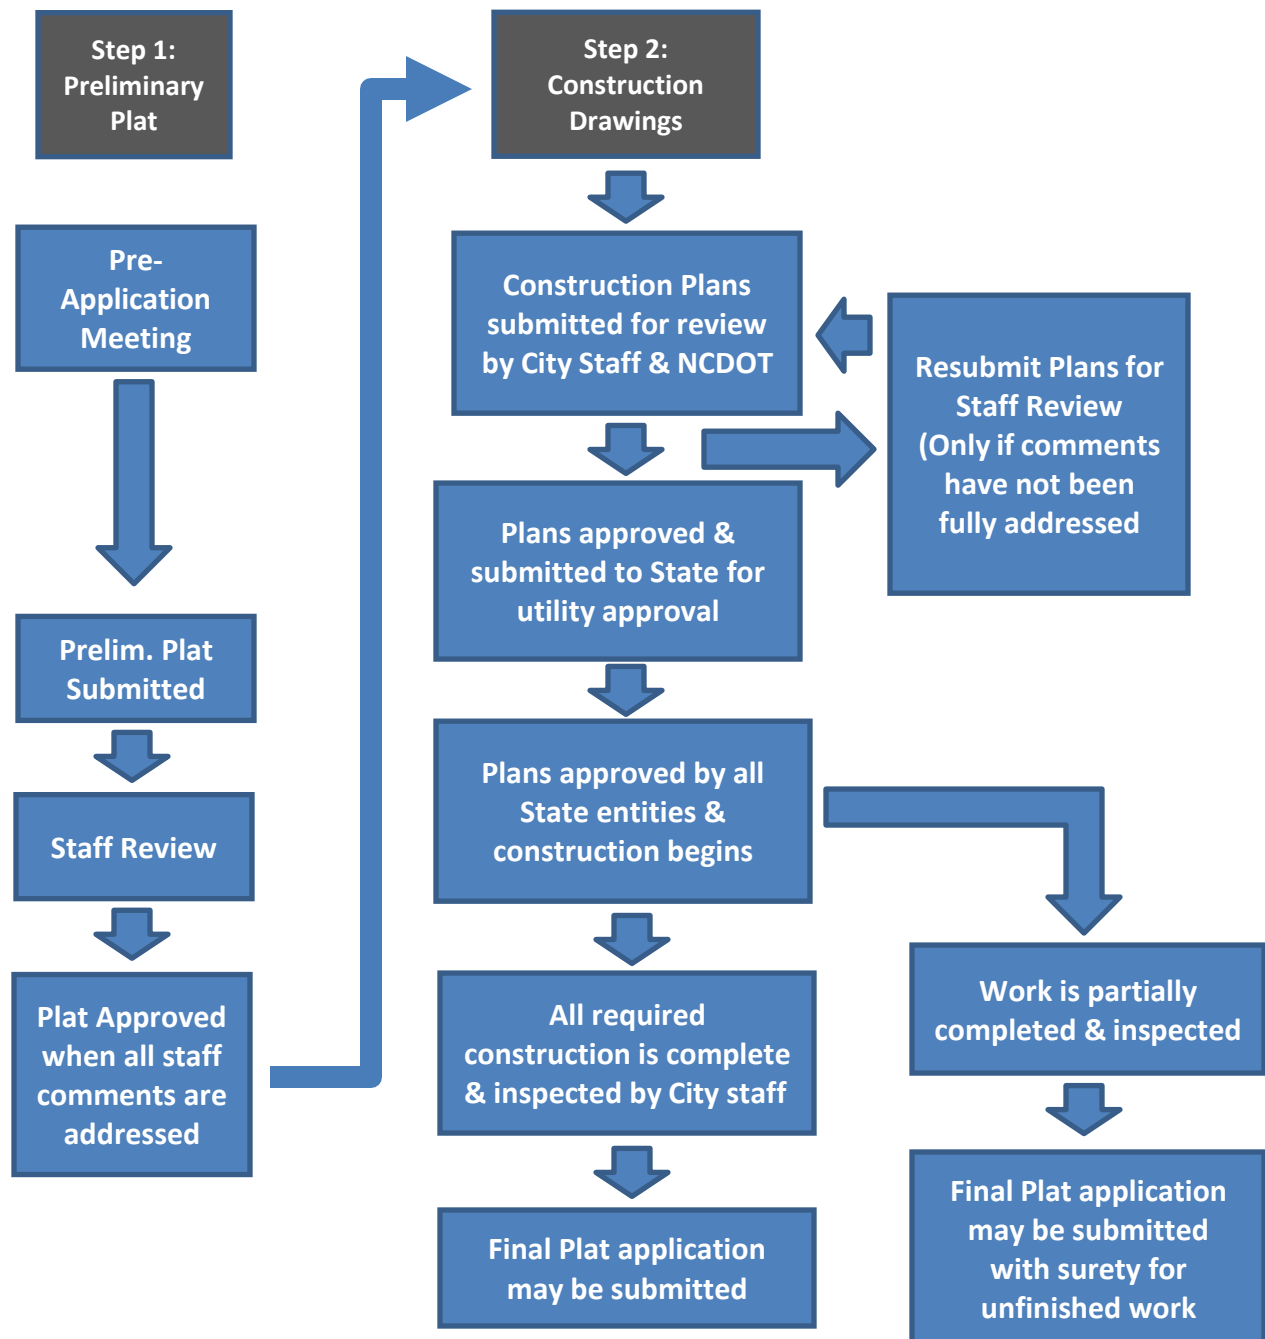 Step 1:
Preliminary
Plat
Pre-
Application
Meeting
Prelim. Plat
Submitted
Staff Review
Plat Approved
when all staff
comments are
addressed
Step 2:
Construction
Drawings
Construction Plans
submitted for review
by City Staff & NCDOT
Resubmit Plans for
Staff Review
(Only if comments
have not been
fully addressed
Plans approved &
submitted to State for
utility approval
Plans approved by all
State entities &
construction begins
All required
construction is complete
& inspected by City staff
Final Plat application
may be submitted
Work is partially
completed & inspected
Final Plat application
may be submitted
with surety for
unfinished work